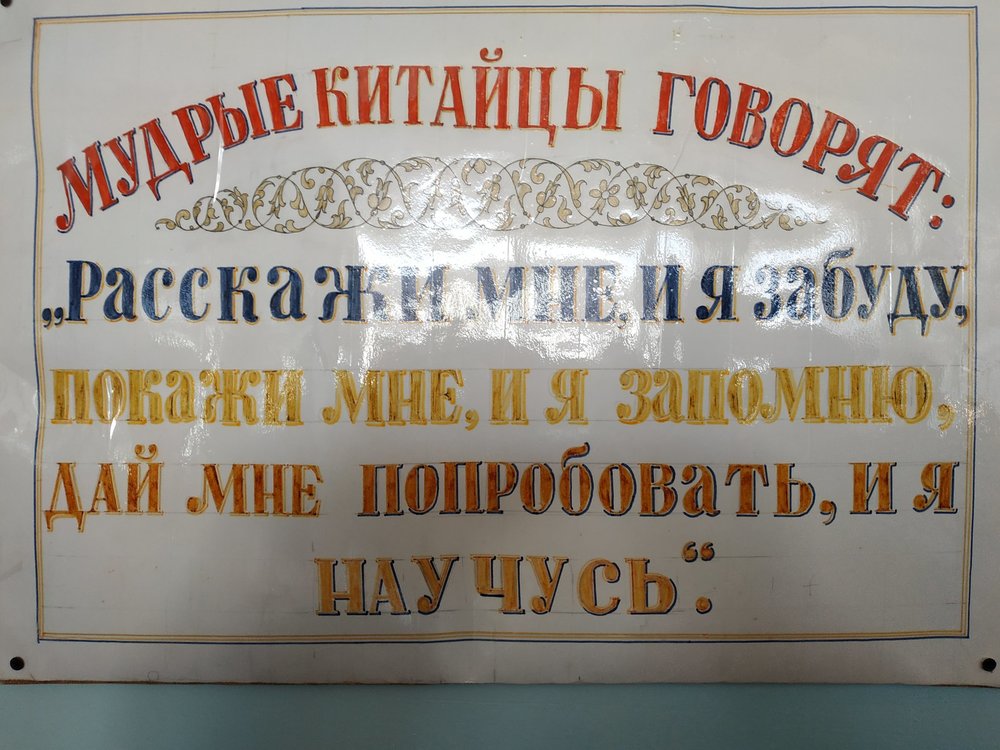 МУДРЫЕ КИТАЙЦЫ ГОВОРЯТ:
„Расскажи мне, и я забуду,
покажи мне, и я запомню,
дай мне попробовать, и я
научусь“.